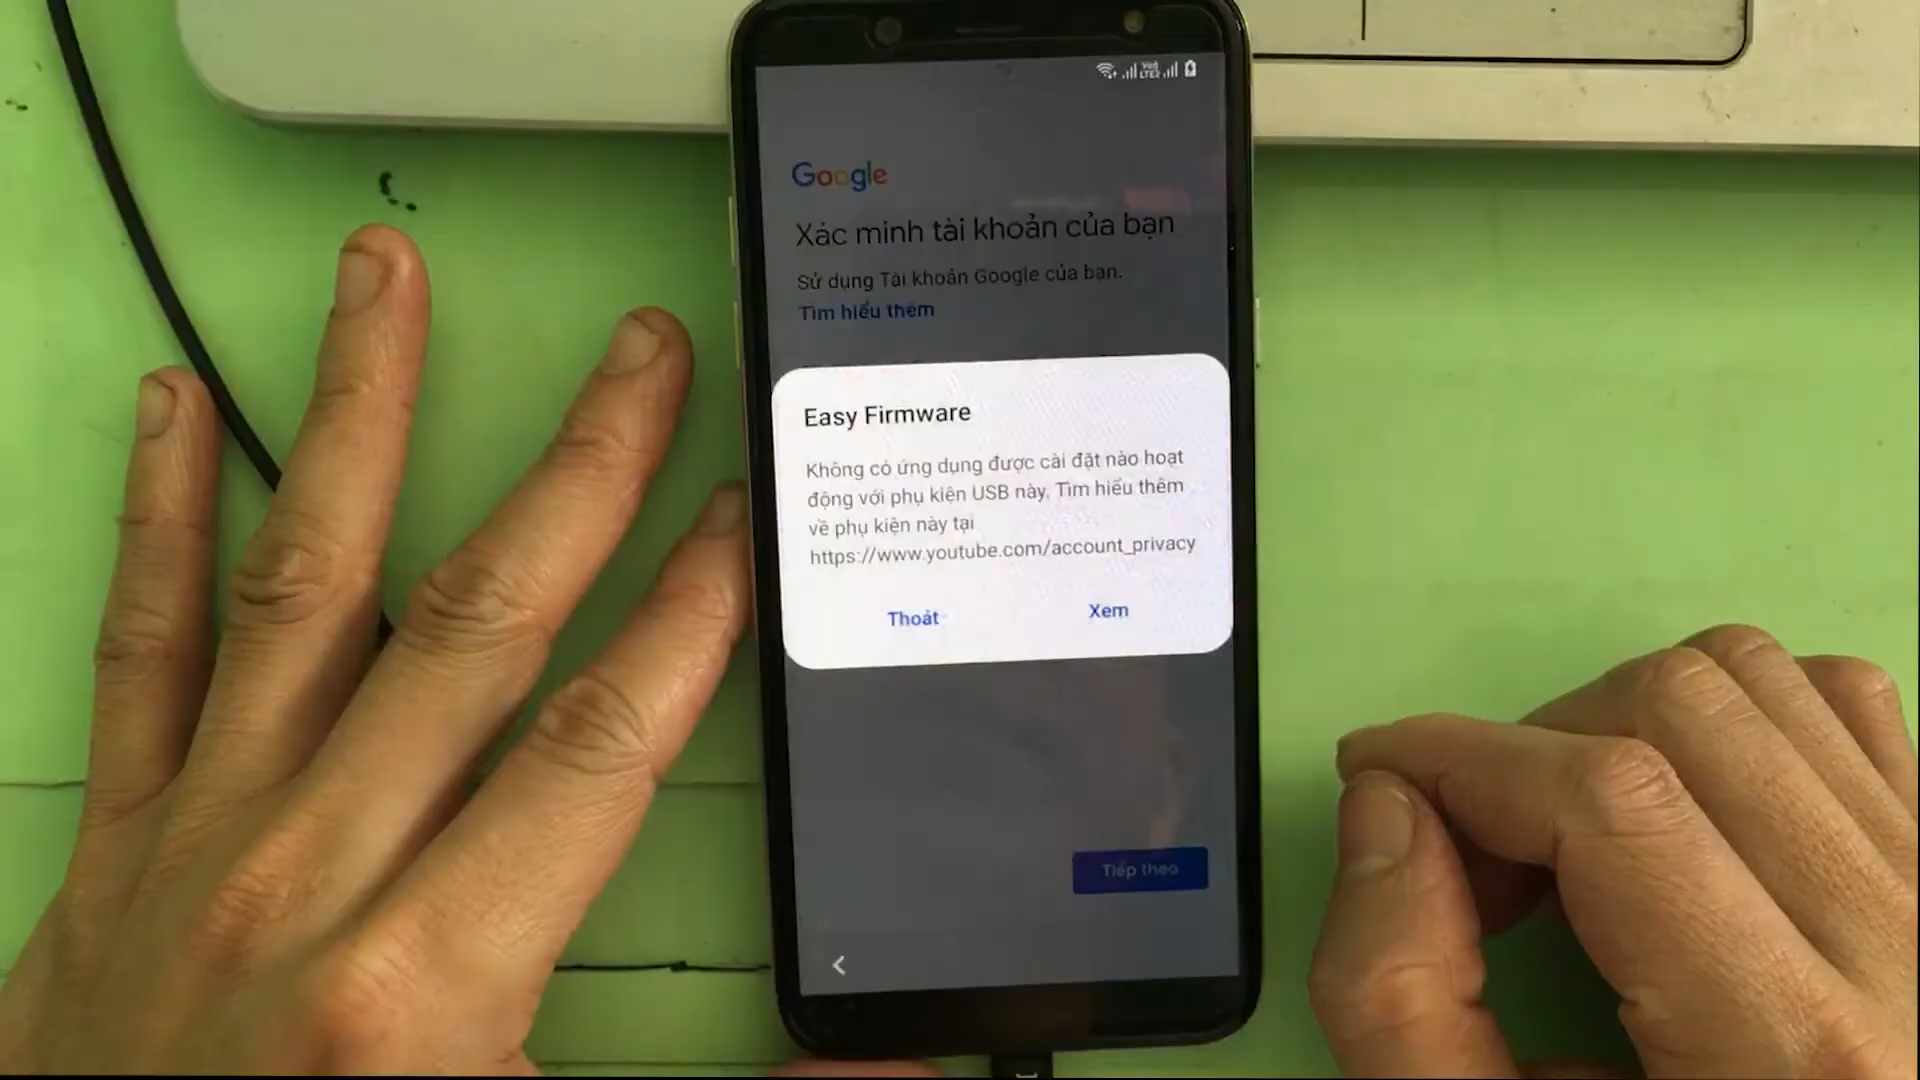 Google
Xác minh tài khoản của bạn
Sử dụng Tài khoản Google của bạn.
Tìm hiểu thêm
Easy Firmware
Không có ứng dụng được cài đặt nào hoạt
động với phụ kiện USB này. Tìm hiểu thêm
về phụ kiện này tại
https://www.youtube.com/account_privacy
Thoát
Xem
Tiếp theo